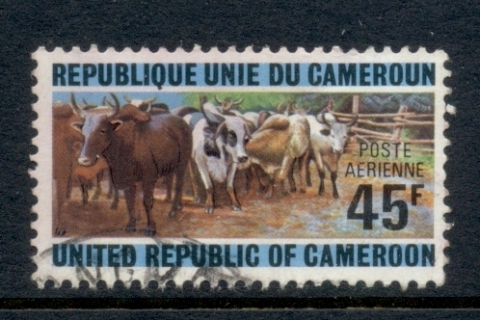 REPUBLIQUE UNIE DU CAMEROUN
POSTE
AERIENNE
45F
UNITED REPUBLIC OF CAMEROON